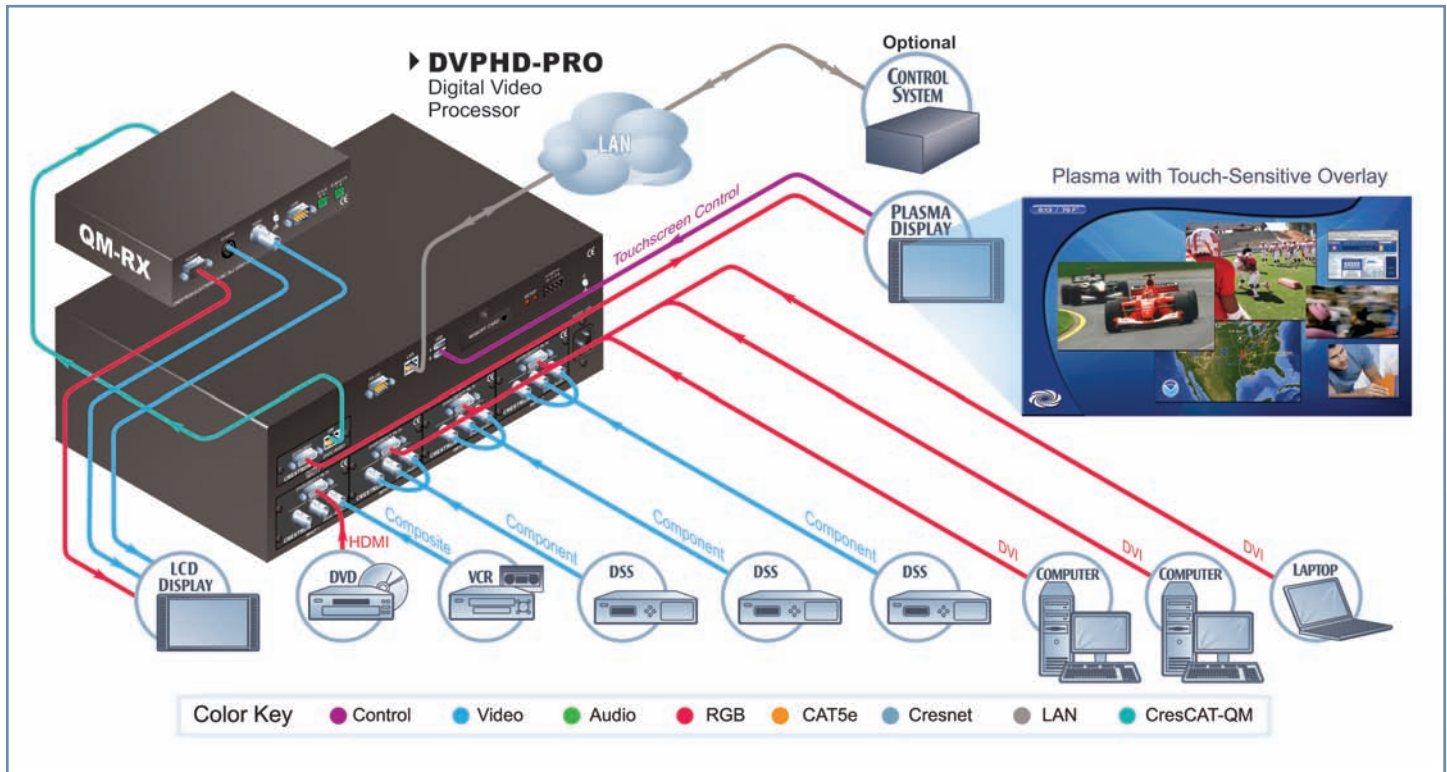 DVPHD-PRO
Digital Video
Processor
Optional
CONTROL
SYSTEM
LAN
Plasma with Touch-Sensitive Overlay
PLASMA
DISPLAY
Touchscreen Control
QM-RX
LCD
DISPLAY
HDMI
DVD
Composite
VCR
Component
DSS
Component
DSS
Component
DSS
DVI
COMPUTER
DVI
COMPUTER
DVI
LAPTOP
Color Key
Control
Video
Audio
RGB
CAT5e
Cresnet
LAN
CresCAT-QM